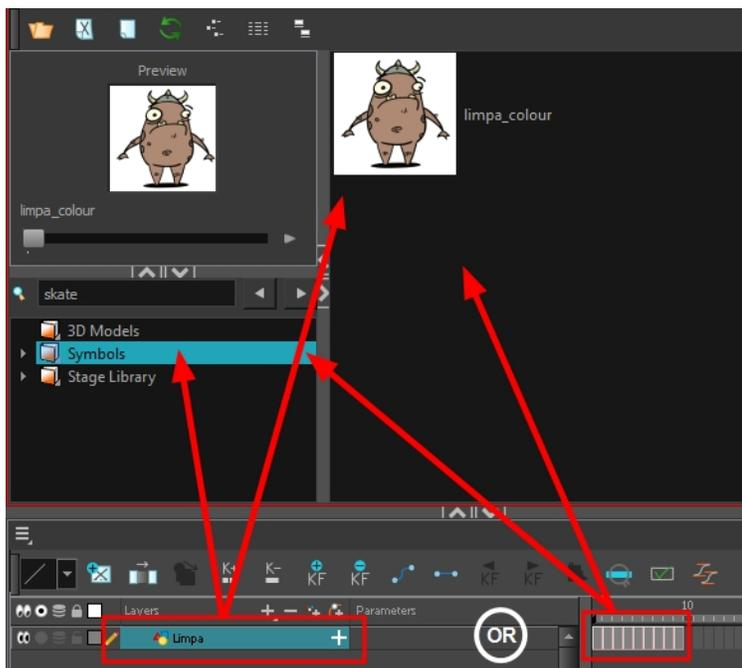 Preview
limpa_colour
limpa_colour
skate
3D Models
Symbols
Stage Library
K+
K-
KF
KF
KF
KF
Layers
Parameters
10
Limpa
OR